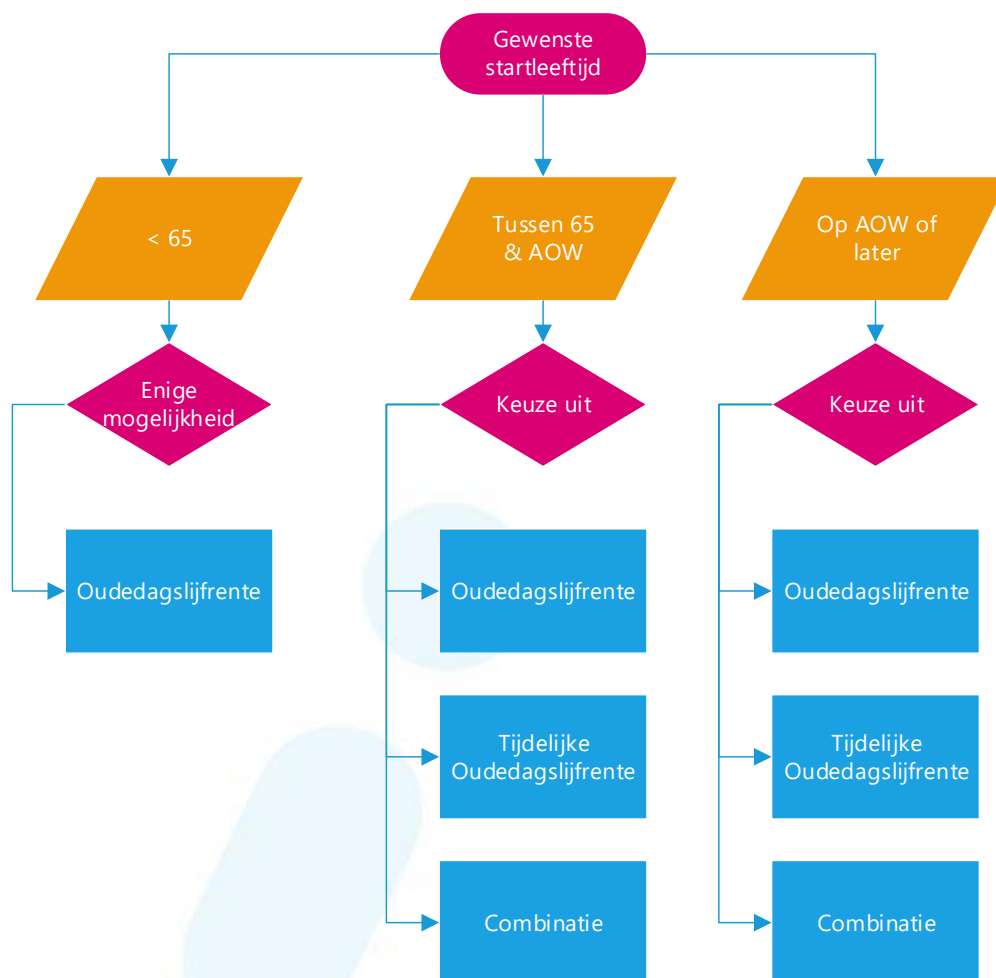 Gewenste
startleeftijd
< 65
Tussen 65
& AOW
Op AOW of
later
Enige
mogelijkheid
Keuze uit
Keuze uit
Oudedagslijfrente
Oudedagslijfrente
Oudedagslijfrente
Tijdelijke
Oudedagslijfrente
Tijdelijke
Oudedagslijfrente
Combinatie
Combinatie